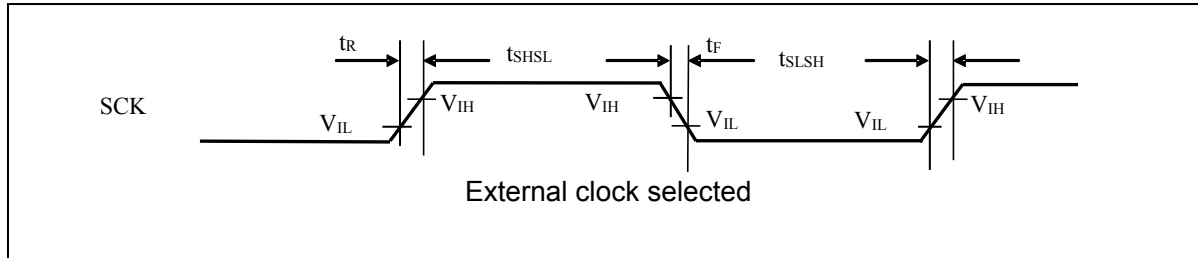 tR tSHSL tF tSLSH
SCK VIH VIH VIH
VIL VIL VIL
External clock selected